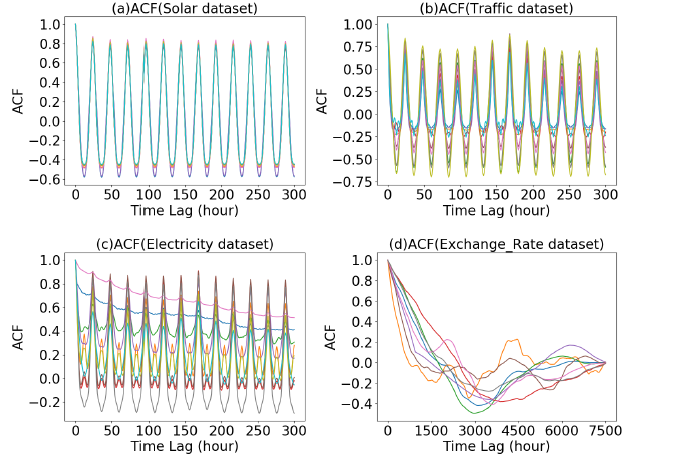 (a)ACF(Solar dataset)
1.0
0.8
0.6
0.4
0.2
0.0
−0.2
−0.4
−0.6
ACF
0 50 100 150 200 250 300
Time Lag (hour)
(b)ACF(Traffic dataset)
1.00
0.75
0.50
0.25
0.00
−0.25
−0.50
−0.75
ACF
0 50 100 150 200 250 300
Time Lag (hour)
(c)ACF(Electricity dataset)
1.0
0.8
0.6
0.4
0.2
0.0
−0.2
ACF
0 50 100 150 200 250 300
Time Lag (hour)
(d)ACF(Exchange_Rate dataset)
1.0
0.8
0.6
0.4
0.2
0.0
−0.2
−0.4
ACF
0 1500 3000 4500 6000 7500
Time Lag (hour)